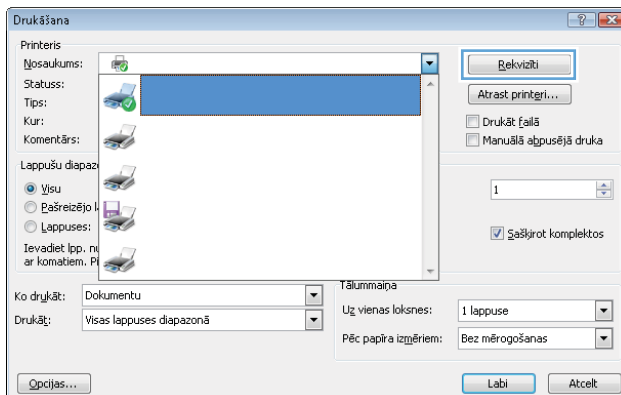 Drukāšana
Printeris
Nosaukums:
Rekvizīti
Statuss:
Atrast printeri...
Tips:
Kur:
Drukāt failā
Komentārs:
Manuālā abpusējā druka
Lappušu diapaz
Visu
1
Pašreizējo l
Lappuses:
Sašķirot komplektos
Ievadiet lpp. nu
ar komatiem. Pi
Tālummaiņa
Ko drukāt: Dokumentu
Uz vienas loksnes: 1 lappuse
Drukāt: Visas lappuses diapazonā
Pēc papīra izmēriem: Bez mērogošanas
Opcijas...
Labi
Atcelt